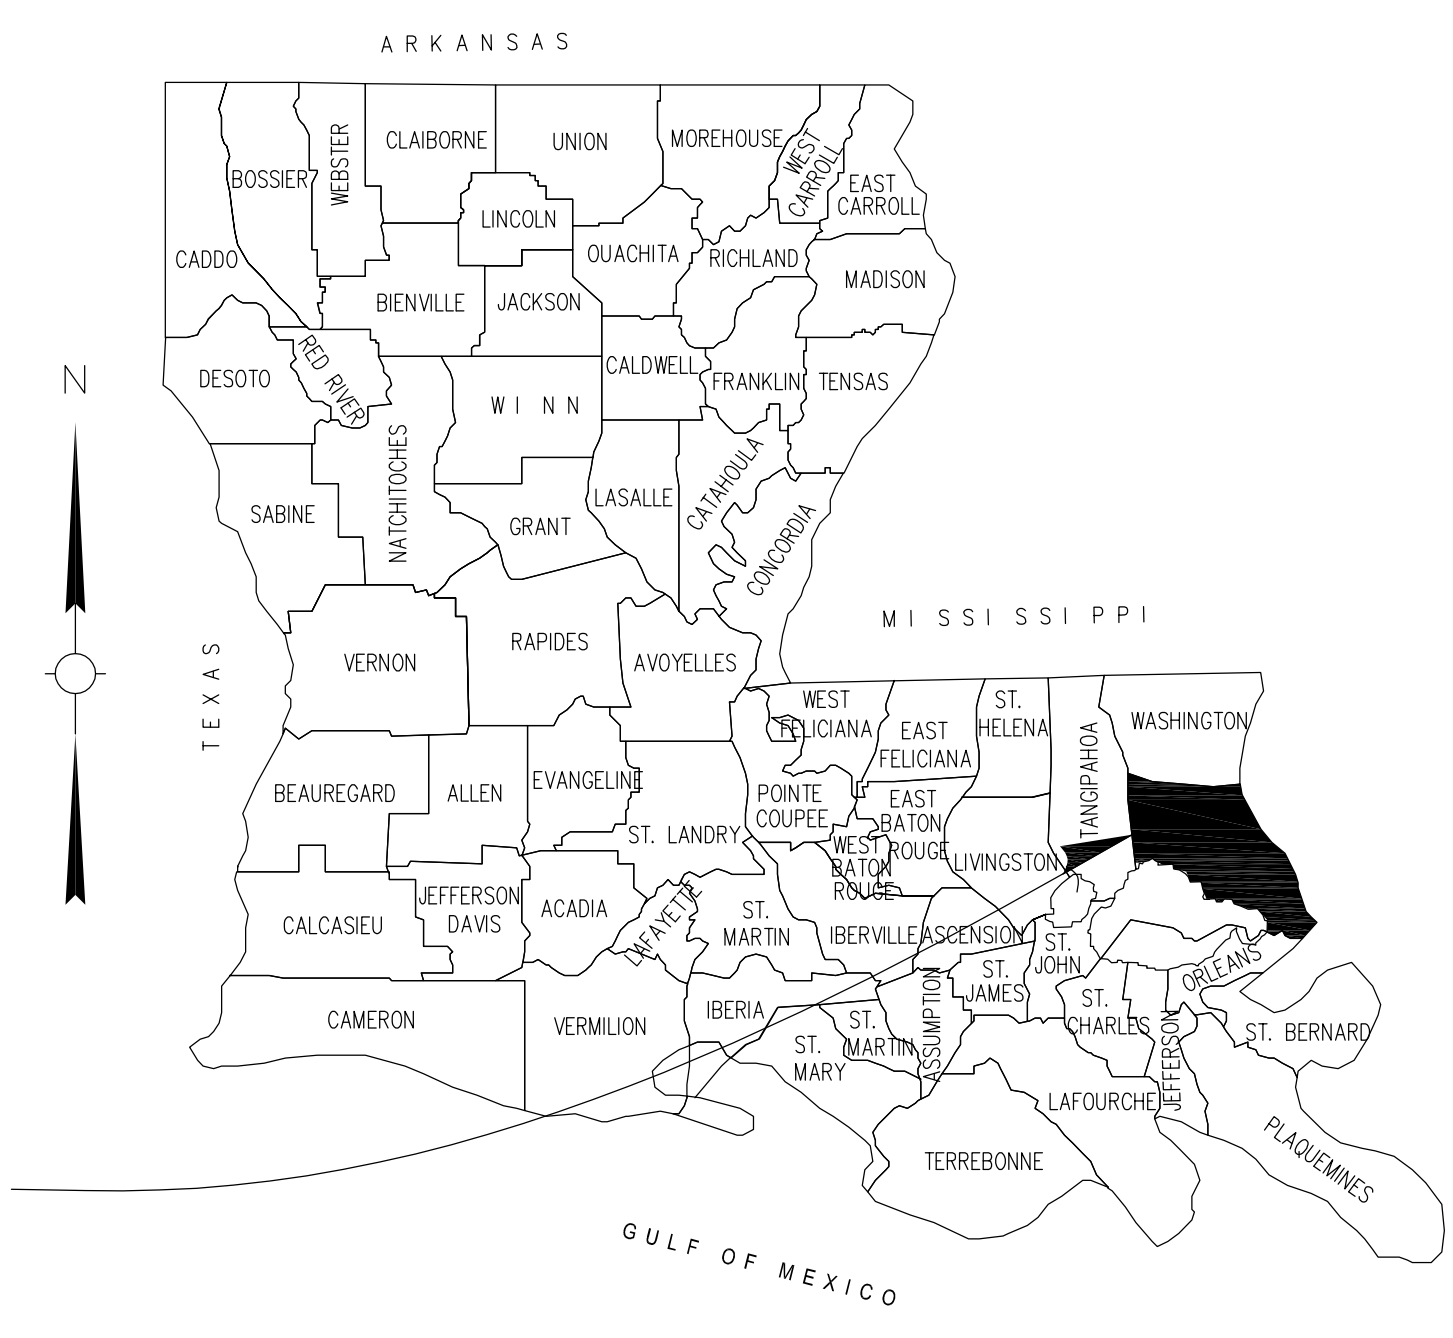 ARKANSAS
CLAIBORNE
UNION
MOREHOUSE
WEST
CARROLL
WEBSTER
BOSSIER
EAST
CARROLL
LINCOLN
CADDO
OUACHITA
RICHLAND
MADISON
BIENVILLE
JACKSON
RED RIVER
CALDWELL
N
DESOTO
FRANKLIN
TENSAS
WINN
NATCHITOCHES
CATAHOULA
LASALLE
SABINE
GRANT
CONCORDIA
MISSISSIPPI
RAPIDES
TEXAS
VERNON
AVOYELLES
WEST
FELICIANA
ST.
HELENA
EAST
FELICIANA
WASHINGTON
TANGIPAHOA
EVANGELINE
BEAUREGARD
ALLEN
POINTE
COUPEE
EAST
BATON
ROUGE
ST. LANDRY
WEST
BATON
ROUGE
LIVINGSTON
JEFFERSON
DAVIS
ACADIA
LAFAYETTE
ST.
MARTIN
CALCASIEU
IBERVILLE
ASCENSION
ST.
JOHN
ORLEANS
ST.
JAMES
ASSUMPTION
ST.
CHARLES
CAMERON
VERMILION
IBERIA
ST.
MARTIN
ST. BERNARD
ST.
MARY
JEFFERSON
LAFOURCHE
TERREBONNE
PLAQUEMINES
GULF OF MEXICO